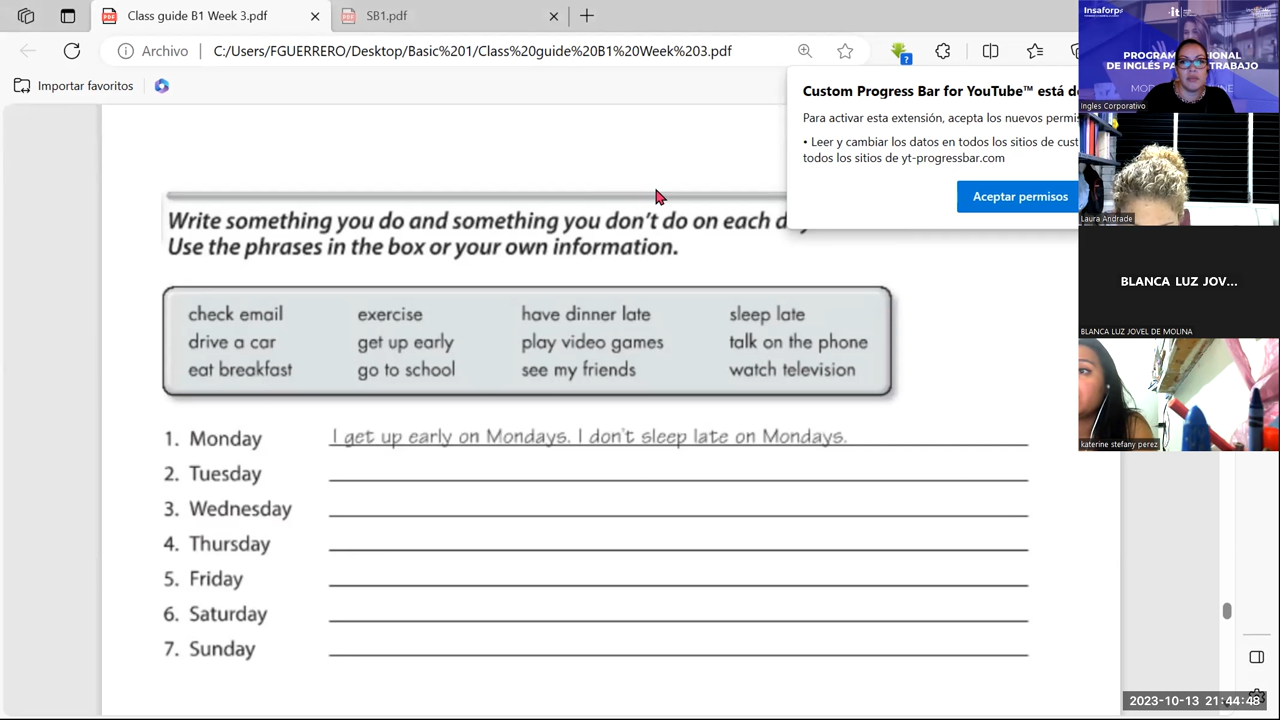 Class guide B1 Week 3.pdf
SB1.pdf
Archivo
C:/Users/FGUERRERO/Desktop/Basic%201/Class%20guide%20B1%20Week%203.pdf
Importar favoritos
Custom Progress Bar for YouTube™ está
Para activar esta extensión, acepta los nuevos
• Leer y cambiar los datos en todos los sitios de
todos los sitios de yt-progressbar.com
Aceptar permisos
Write something you do and something you don't do on each
Use the phrases in the box or your own information.
check email exercise have dinner late sleep late
drive a car get up early play video games talk on the phone
eat breakfast go to school see my friends watch television
1. Monday I get up early on Mondays. I don't sleep late on Mondays.
2. Tuesday
3. Wednesday
4. Thursday
5. Friday
6. Saturday
7. Sunday
Insaforp
it
PROGRAMA
DE INGLÉS TRABAJO
Ingles Corporativo
Laura Andrade
BLANCA LUZ JOV...
BLANCA LUZ JOVEL DE MOLINA
katerine stefany perez
2023-10-13 21:44:48